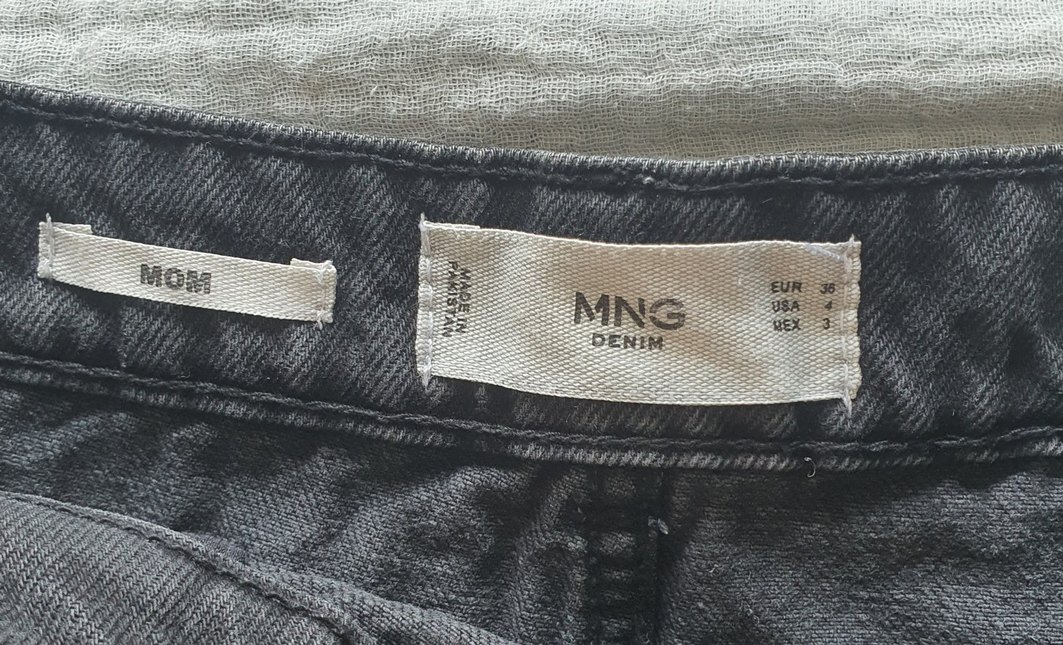 MOM
MADE IN
PAKISTAN
MNG
DENIM
EUR 36
USA 4
MEX 3